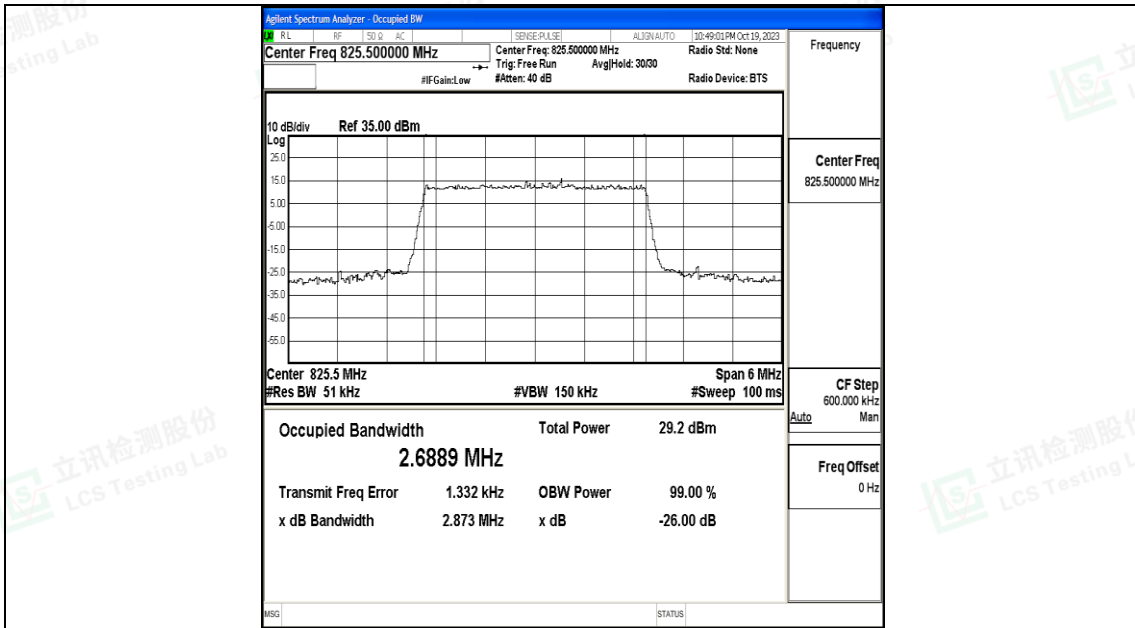 Agilent Spectrum Analyzer - Occupied BW
RL RF 50 Ω AC SENSE:PULSE ALIGN AUTO 10:49:01 PM Oct 19, 2023
Center Freq 825.500000 MHz
Center Freq: 825.500000 MHz
Radio Std: None
Trig: Free Run Avg|Hold: 30/30
#IFGain:Low
#Atten: 40 dB
Radio Device: BTS
10 dB/div Ref 35.00 dBm
Log
25.0
15.0
5.00
-5.00
-15.0
-25.0
-35.0
-45.0
-55.0
Center 825.5 MHz Span 6 MHz
#Res BW 51 kHz #VBW 150 kHz #Sweep 100 ms
Occupied Bandwidth Total Power 29.2 dBm
2.6889 MHz
Transmit Freq Error 1.332 kHz OBW Power 99.00 %
x dB Bandwidth 2.873 MHz x dB -26.00 dB
MSG STATUS
Frequency
Center Freq
825.500000 MHz
CF Step
600.000 kHz
Auto Man
Freq Offset
0 Hz
测股份
sting Lab
立
立讯检测股份
LCS Testing Lab
立讯检测股份
LCS Testing L